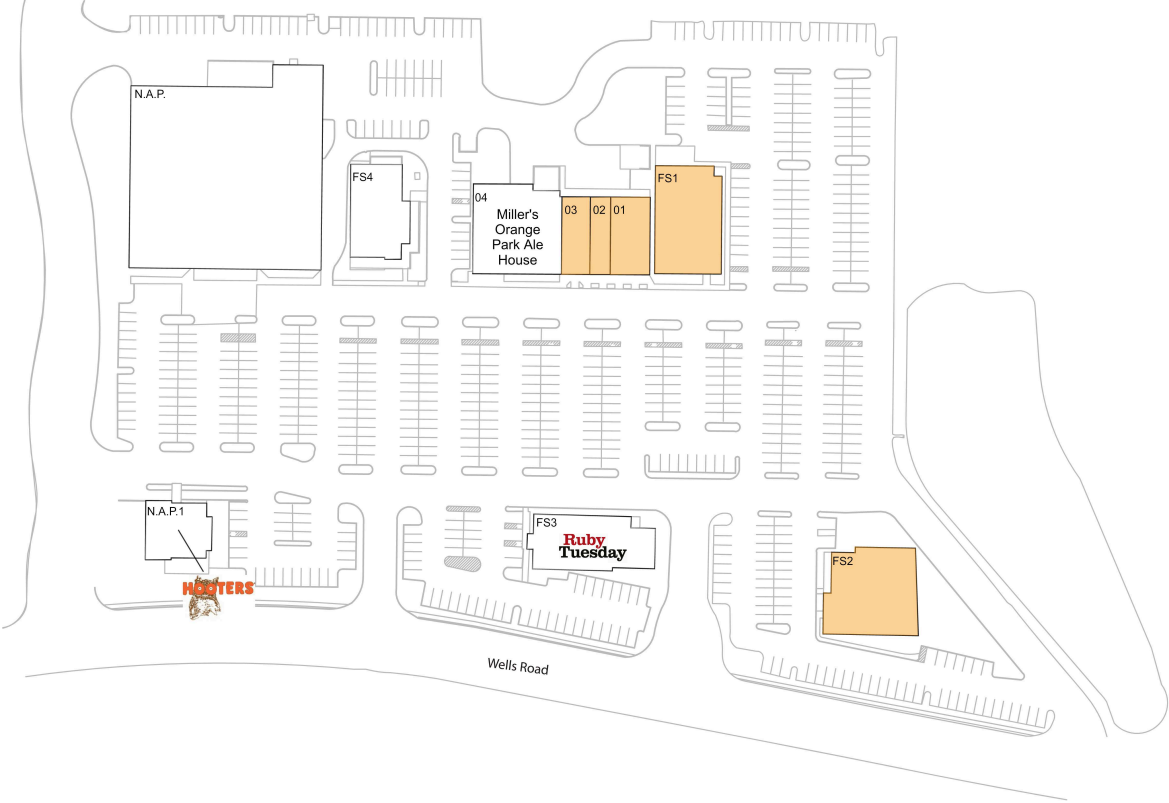 N.A.P.
FS4
04
Miller's
Orange
Park Ale
House
03
02
01
FS1
N.A.P.1
HOOTERS
FS3
Ruby
Tuesday
FS2
Wells Road